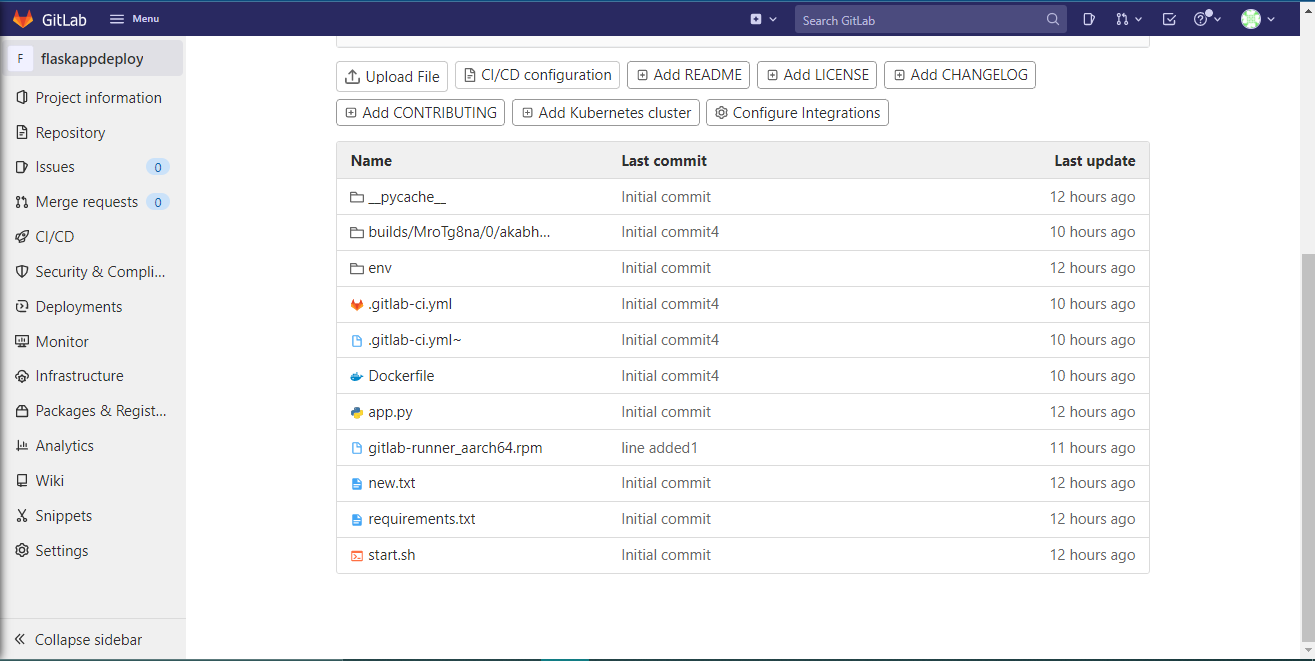 GitLab Menu Search GitLab
F flaskappdeploy
Project information
Repository
Issues 0
Merge requests 0
CI/CD
Security & Compli...
Deployments
Monitor
Infrastructure
Packages & Regist...
Analytics
Wiki
Snippets
Settings
Collapse sidebar
Upload File CI/CD configuration Add README Add LICENSE Add CHANGELOG
Add CONTRIBUTING Add Kubernetes cluster Configure Integrations
Name Last commit Last update
__pycache__ Initial commit 12 hours ago
builds/MroTg8na/0/akabh... Initial commit4 10 hours ago
env Initial commit 12 hours ago
.gitlab-ci.yml Initial commit4 10 hours ago
.gitlab-ci.yml~ Initial commit4 10 hours ago
Dockerfile Initial commit4 10 hours ago
app.py Initial commit 12 hours ago
gitlab-runner_aarch64.rpm line added1 11 hours ago
new.txt Initial commit 12 hours ago
requirements.txt Initial commit 12 hours ago
start.sh Initial commit 12 hours ago